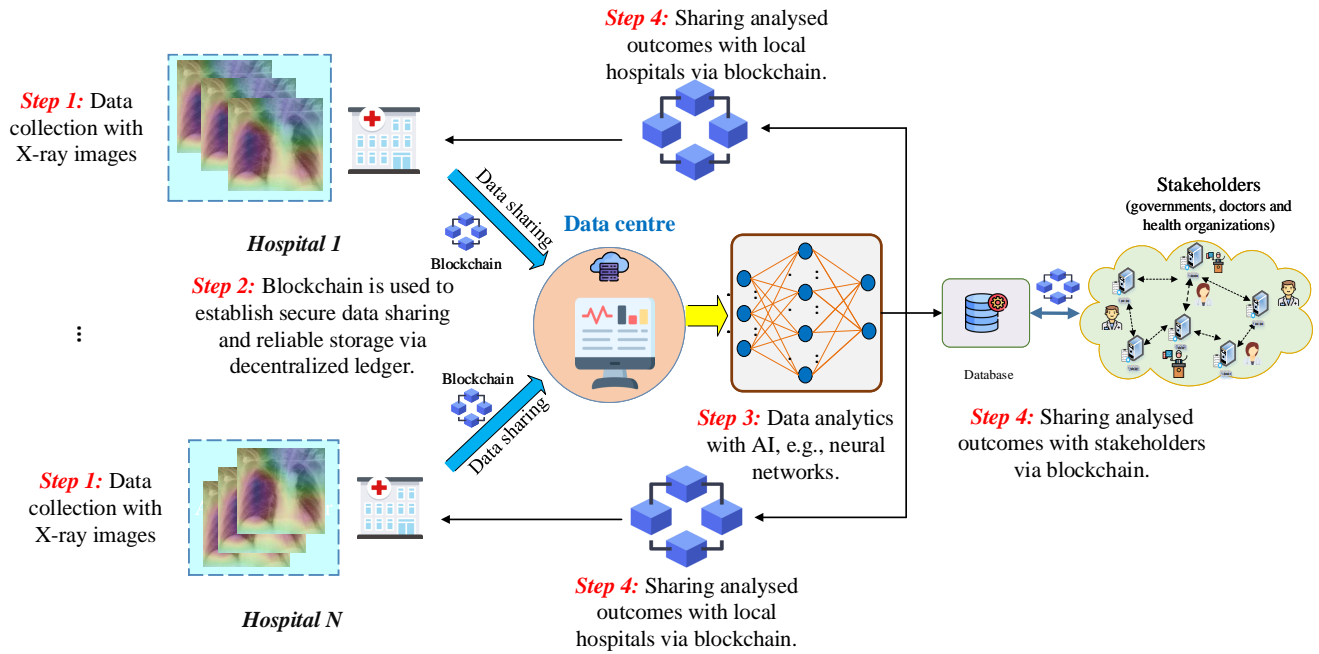 Step 4: Sharing analysed
outcomes with local
hospitals via blockchain.
Step 1: Data
collection with
X-ray images
Hospital 1
Data sharing
Blockchain
Data centre
Stakeholders
(governments, doctors and
health organizations)
Step 2: Blockchain is used to
establish secure data sharing
and reliable storage via
decentralized ledger.
...
Blockchain
Data sharing
Database
Step 3: Data analytics
with AI, e.g., neural
networks.
Step 4: Sharing analysed
outcomes with stakeholders
via blockchain.
Step 1: Data
collection with
X-ray images
Hospital N
Step 4: Sharing analysed
outcomes with local
hospitals via blockchain.